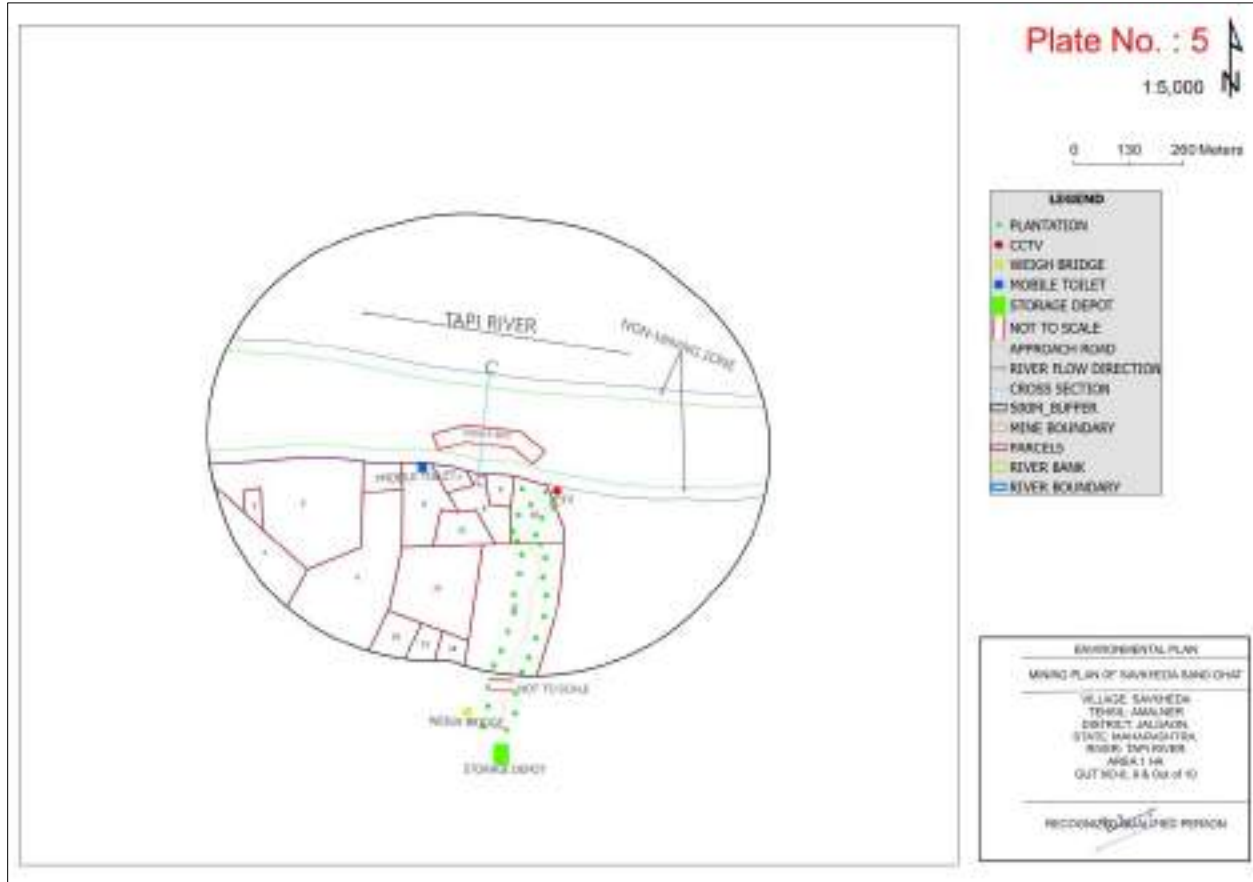 Plate No. : 5
N
1:5,000
0 130 260 Meters
LEGEND
PLANTATION
CCTV
WEIGH BRIDGE
MOBILE TOILET
STORAGE DEPOT
NOT TO SCALE
APPROACH ROAD
RIVER FLOW DIRECTION
CROSS SECTION
500M_BUFFER
MINE BOUNDARY
PARCELS
RIVER BANK
RIVER BOUNDARY
TAPI RIVER
NON-MINING ZONE
C
MOBILE TOILET
CCTV
NOT TO SCALE
WEIGH BRIDGE
STORAGE DEPOT
ENVIRONMENTAL PLAN
MINING PLAN OF SAVKHEDA SAND GHAT
VILLAGE: SAVKHEDA
TEHSIL: AMALNER
DISTRICT: JALGAON
STATE: MAHARASHTRA
RIVER: TAPI RIVER
AREA:1 HA
RECOGNIZED QUALIFIED PERSON